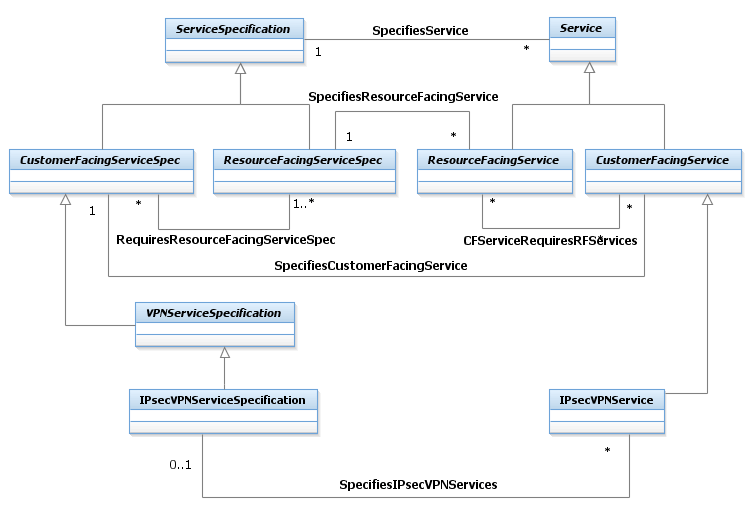 ServiceSpecification
SpecifiesService
Service
1
*
SpecifiesResourceFacingService
1
*
CustomerFacingServiceSpec
ResourceFacingServiceSpec
ResourceFacingService
CustomerFacingService
1
*
1..*
*
*
RequiresResourceFacingServiceSpec
CFServiceRequiresRFServices
*
SpecifiesCustomerFacingService
VPNServiceSpecification
IPsecVPNServiceSpecification
IPsecVPNService
0..1
*
SpecifiesIPsecVPNServices